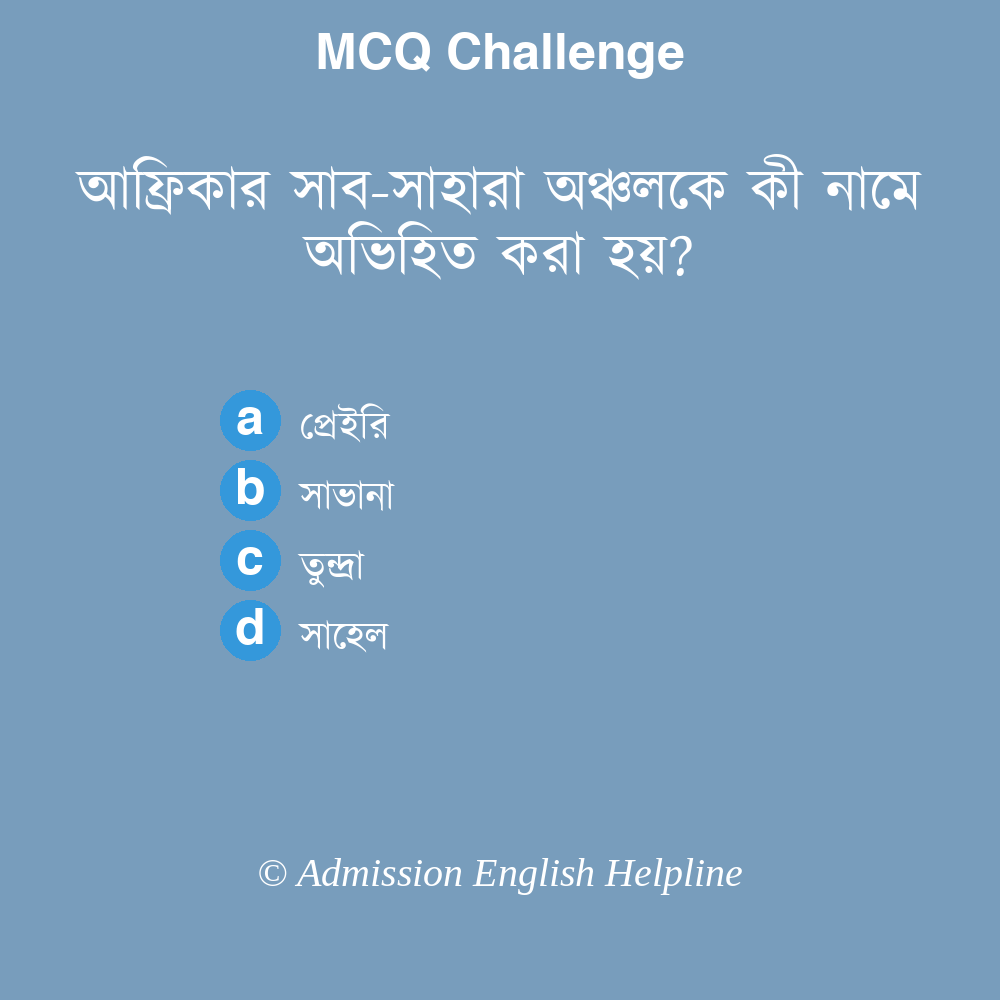 MCQ Challenge
আফ্রিকার সাব-সাহারা অঞ্চলকে কী নামে
অভিহিত করা হয়?
a প্রেইরি
b সাভানা
c তুন্দ্রা
d সাহেল
© Admission English Helpline